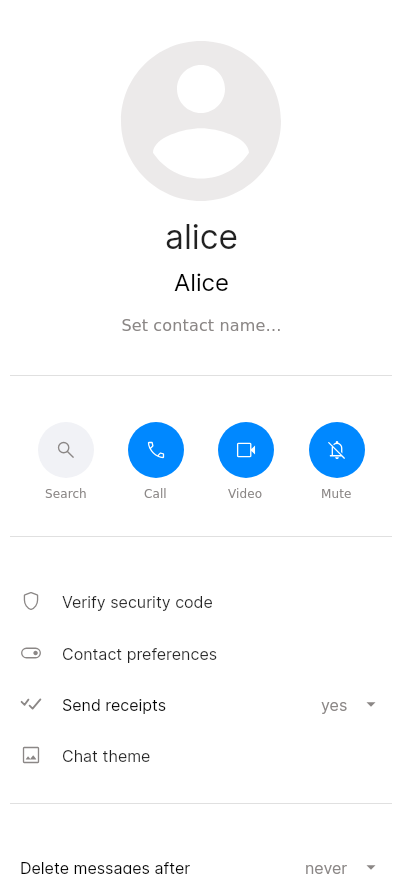 alice
Alice
Set contact name...
Search Call Video Mute
Verify security code
Contact preferences
Send receipts yes
Chat theme
Delete messages after never